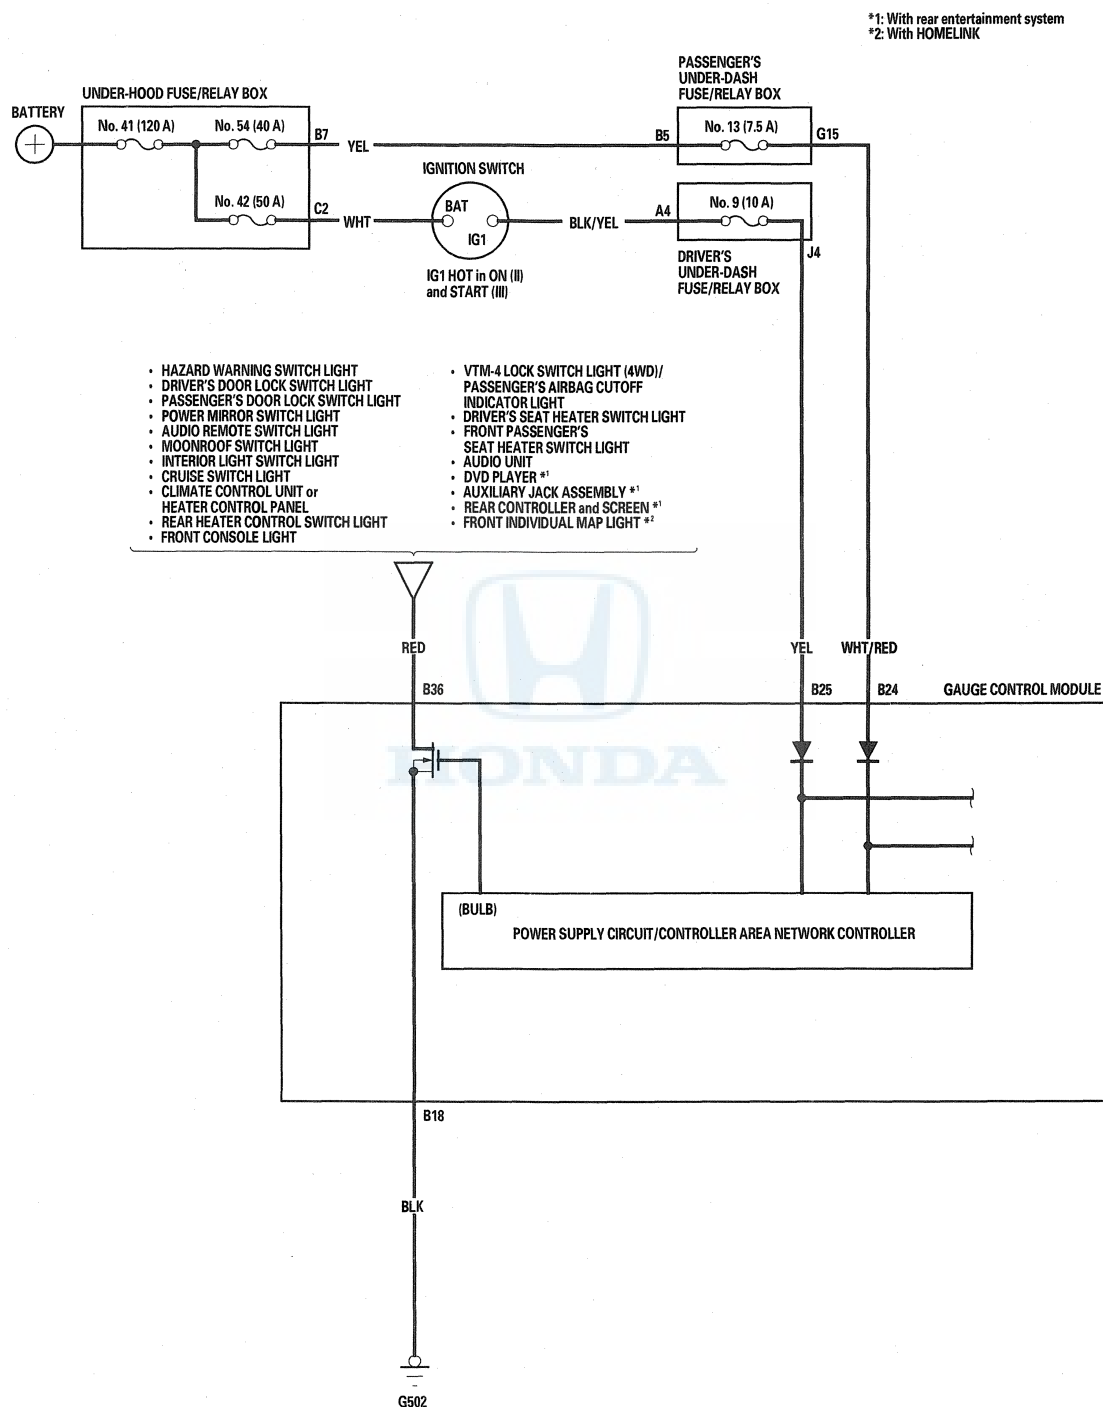 *1: With rear entertainment system
*2: With HOMELINK
PASSENGER'S
UNDER-DASH
FUSE/RELAY BOX
UNDER-HOOD FUSE/RELAY BOX
BATTERY
No. 41 (120 A)
No. 54 (40 A)
B7
YEL
B5
No. 13 (7.5 A)
G15
IGNITION SWITCH
No. 42 (50 A)
C2
WHT
BAT
IG1
BLK/YEL
A4
No. 9 (10 A)
J4
IG1 HOT in ON (II)
and START (III)
DRIVER'S
UNDER-DASH
FUSE/RELAY BOX
• HAZARD WARNING SWITCH LIGHT
• DRIVER'S DOOR LOCK SWITCH LIGHT
• PASSENGER'S DOOR LOCK SWITCH LIGHT
• POWER MIRROR SWITCH LIGHT
• AUDIO REMOTE SWITCH LIGHT
• MOONROOF SWITCH LIGHT
• INTERIOR LIGHT SWITCH LIGHT
• CRUISE SWITCH LIGHT
• CLIMATE CONTROL UNIT or
HEATER CONTROL PANEL
• REAR HEATER CONTROL SWITCH LIGHT
• FRONT CONSOLE LIGHT
• VTM-4 LOCK SWITCH LIGHT (4WD)/
PASSENGER'S AIRBAG CUTOFF
INDICATOR LIGHT
• DRIVER'S SEAT HEATER SWITCH LIGHT
• FRONT PASSENGER'S
SEAT HEATER SWITCH LIGHT
• AUDIO UNIT
• DVD PLAYER *1
• AUXILIARY JACK ASSEMBLY *1
• REAR CONTROLLER and SCREEN *1
• FRONT INDIVIDUAL MAP LIGHT *2
RED
YEL
WHT/RED
B36
B25
B24
GAUGE CONTROL MODULE
HONDA
(BULB)
POWER SUPPLY CIRCUIT/CONTROLLER AREA NETWORK CONTROLLER
B18
BLK
G502